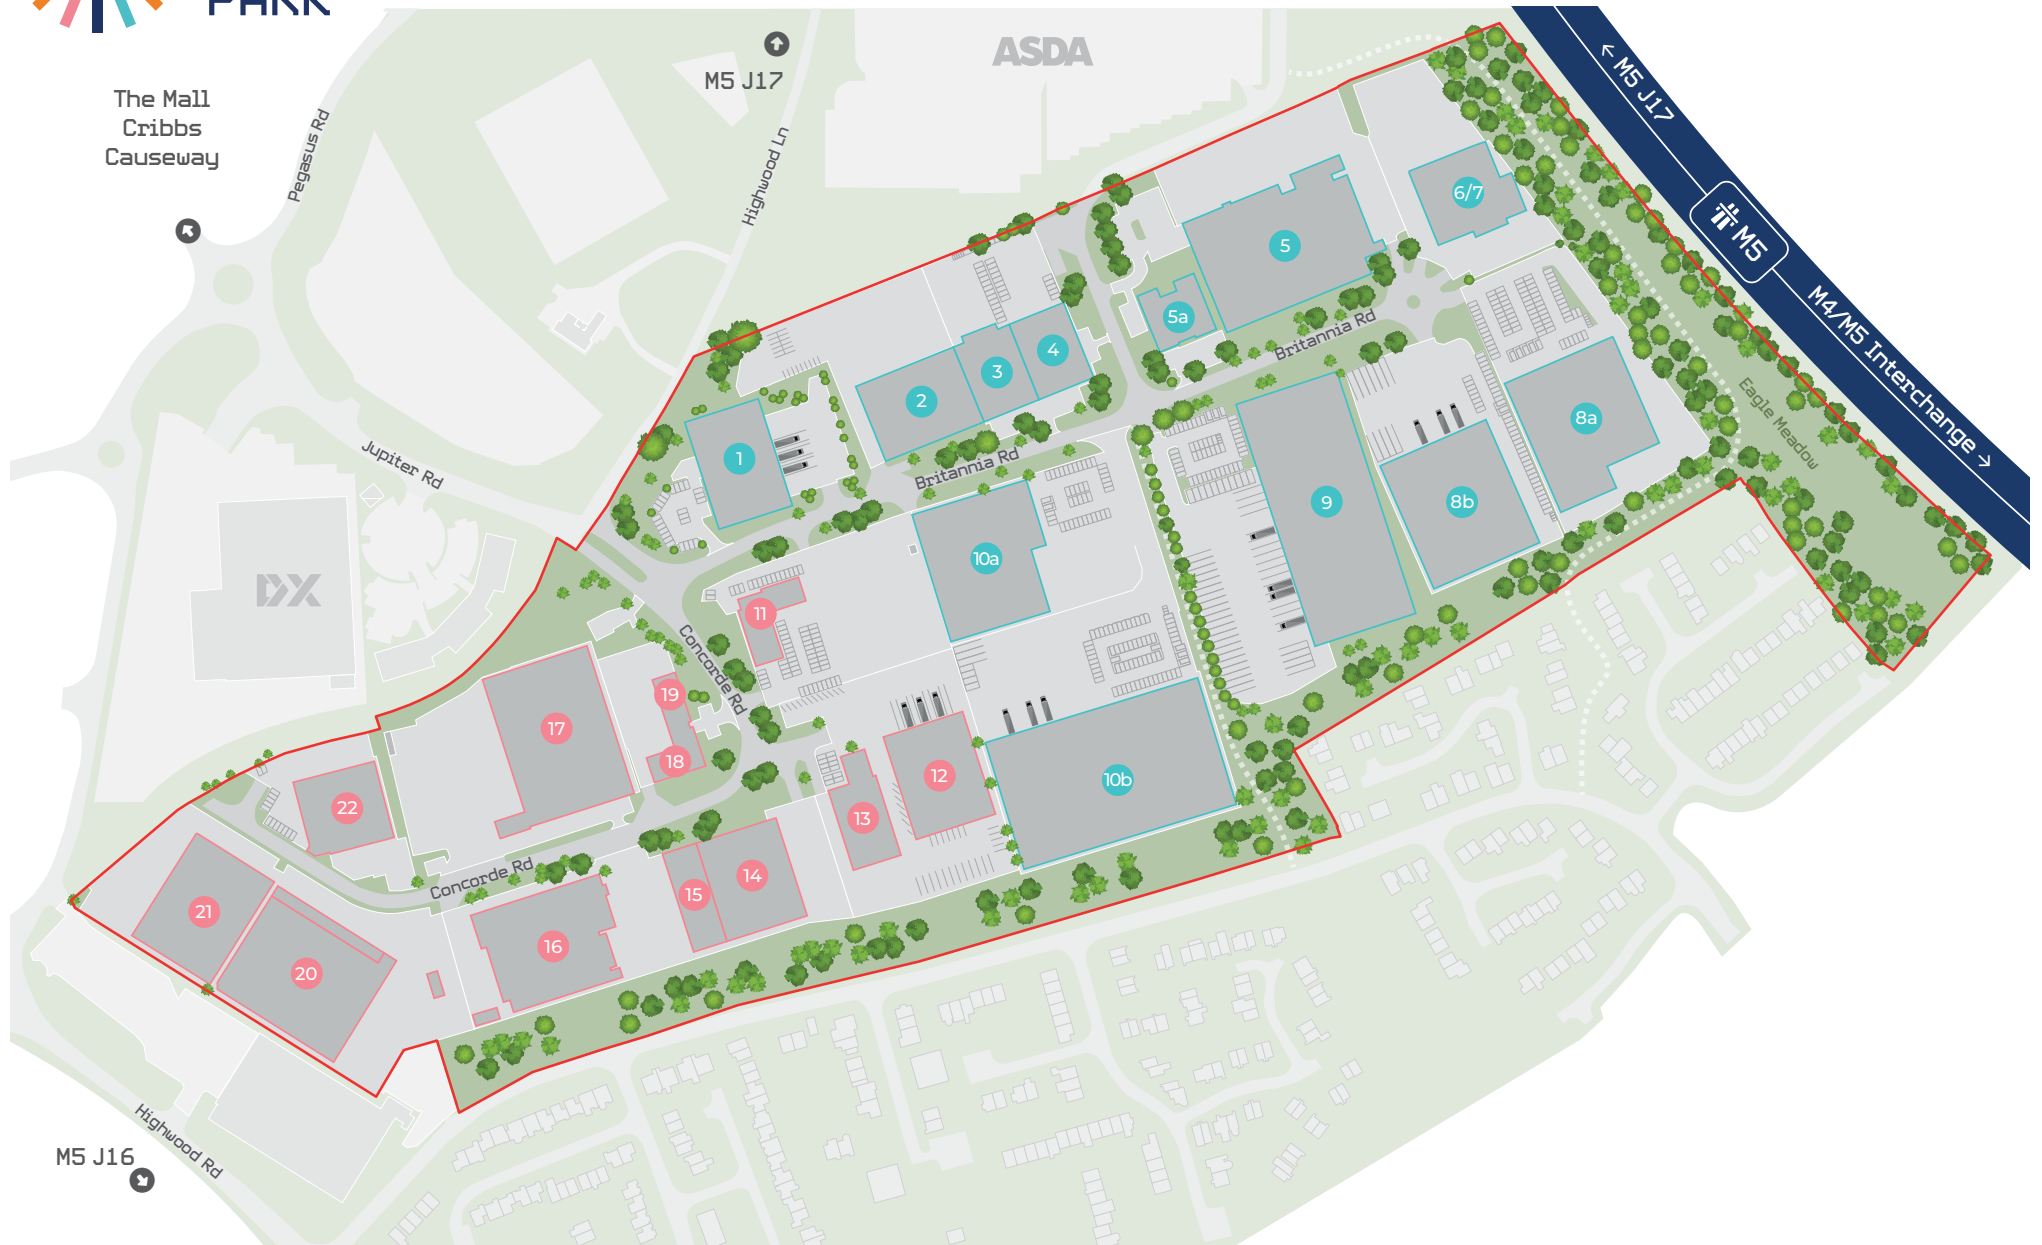 PARK
The Mall
Cribbs
Causeway
Pegasus Rd
M5 J17
Highwood Ln
ASDA
← M5 J17
M5
M4/M5 Interchange →
Eagle Meadow
6/7
5
5a
Britannia Rd
4
3
2
1
Britannia Rd
8a
8b
9
10a
10b
Jupiter Rd
DX
11
Concorde Rd
19
18
17
12
13
14
15
16
Concorde Rd
22
21
20
Highwood Rd
M5 J16